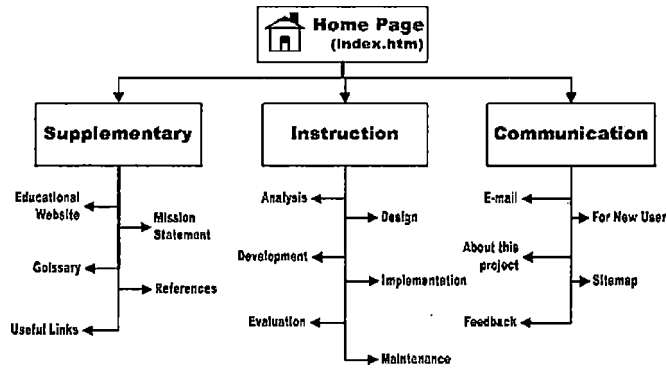 Home Page
(index.htm)
Supplementary
Instruction
Communication
Educational
Website
Mission
Statement
Golssary
References
Useful Links
Analysis
Design
Development
Implementation
Evaluation
Maintenance
E-mail
For New User
About this
project
Sitemap
Feedback